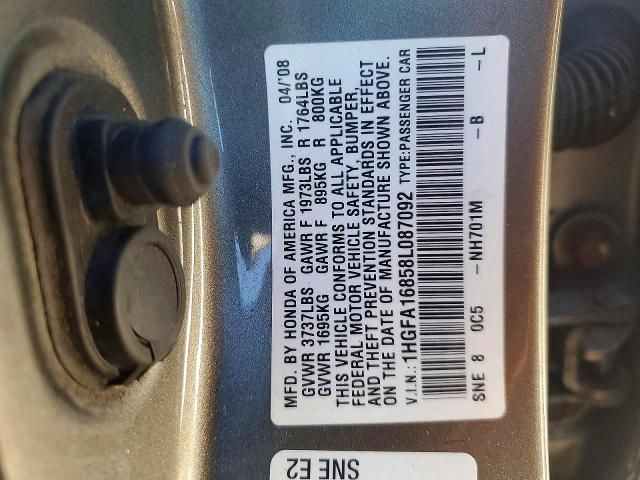 MFD. BY HONDA OF AMERICA MFG., INC. 04/'08
GVWR 3737LBS GAWR F 1973LBS R 1764LBS
GVWR 1695KG GAWR F 895KG R 800KG
THIS VEHICLE CONFORMS TO ALL APPLICABLE
FEDERAL MOTOR VEHICLE SAFETY, BUMPER,
AND THEFT PREVENTION STANDARDS IN EFFECT
ON THE DATE OF MANUFACTURE SHOWN ABOVE.
V.I.N.:1HGFA16858L087092 TYPE:PASSENGER CAR
SNE 8 0C5 -NH701M -B -L
SNE E2